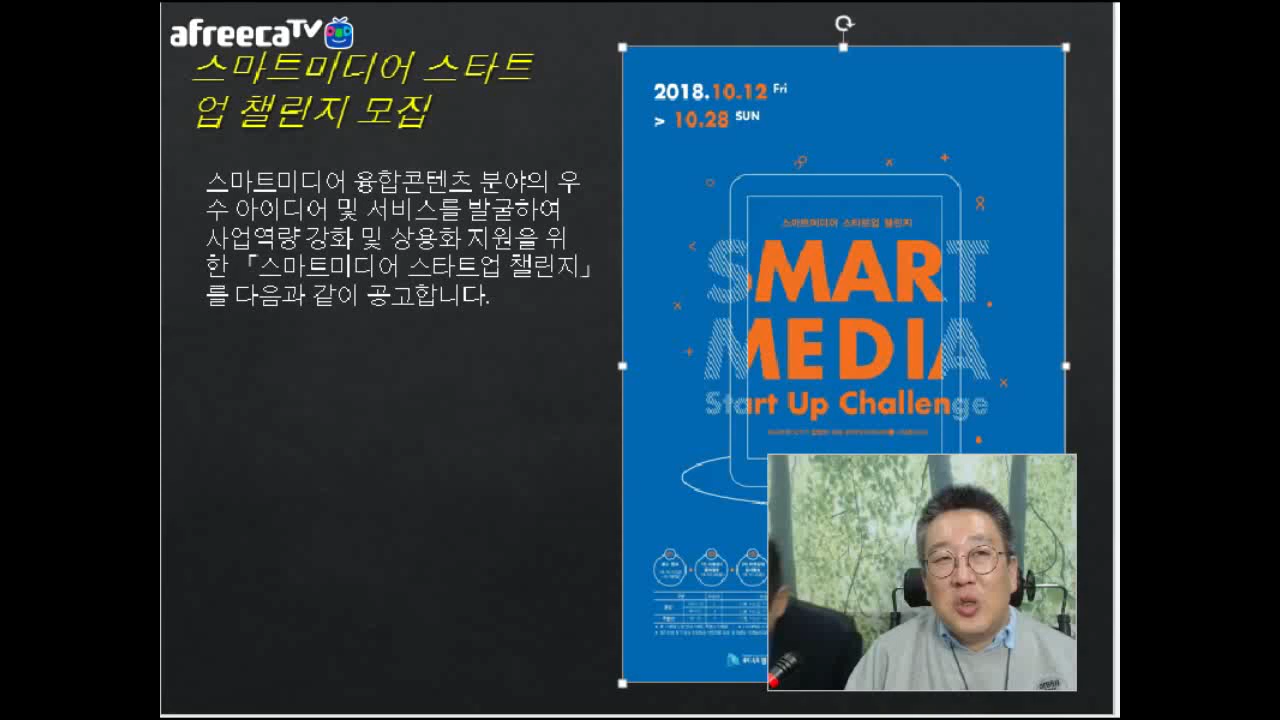 afreecaTV
스마트미디어 스타트
업 챌린지 모집
스마트미디어 융합콘텐츠 분야의 우
수 아이디어 및 서비스를 발굴하여
사업역량 강화 및 상용화 지원을 위
한 「스마트미디어 스타트업 챌린지」
를 다음과 같이 공고합니다.
2018.10.12 Fri
> 10.28 SUN
스마트미디어 스타트업 챌린지
SMART
MEDIA
Start Up Challenge